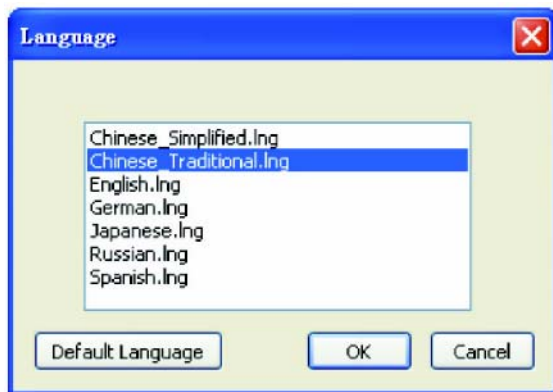 Language
Chinese_Simplified.lng
Chinese_Traditional.lng
English.lng
German.lng
Japanese.lng
Russian.lng
Spanish.lng
Default Language
OK
Cancel